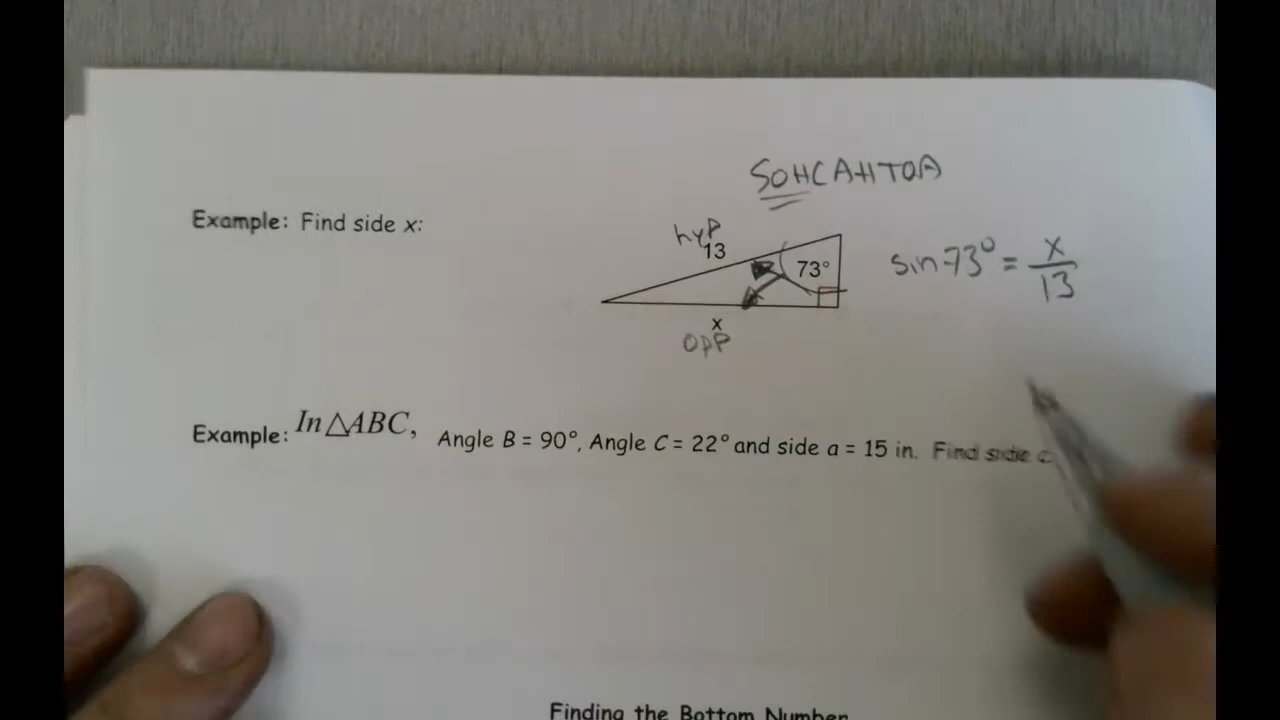 SOHCAHTOA
Example: Find side x:
hyp
13
73°
sin 73° = x/13
x
opp
Example: In △ABC, Angle B = 90°, Angle C = 22° and side a = 15 in. Find side c
Finding the Bottom Number